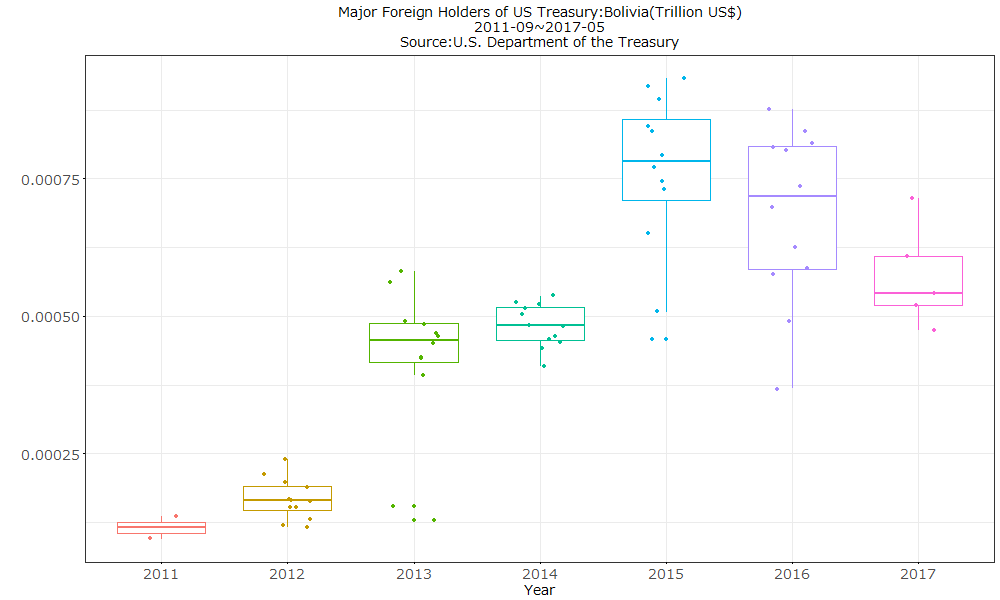 Major Foreign Holders of US Treasury:Bolivia(Trillion US$)
2011-09~2017-05
Source:U.S. Department of the Treasury
0.00075
0.00050
0.00025
2011 2012 2013 2014 2015 2016 2017
Year